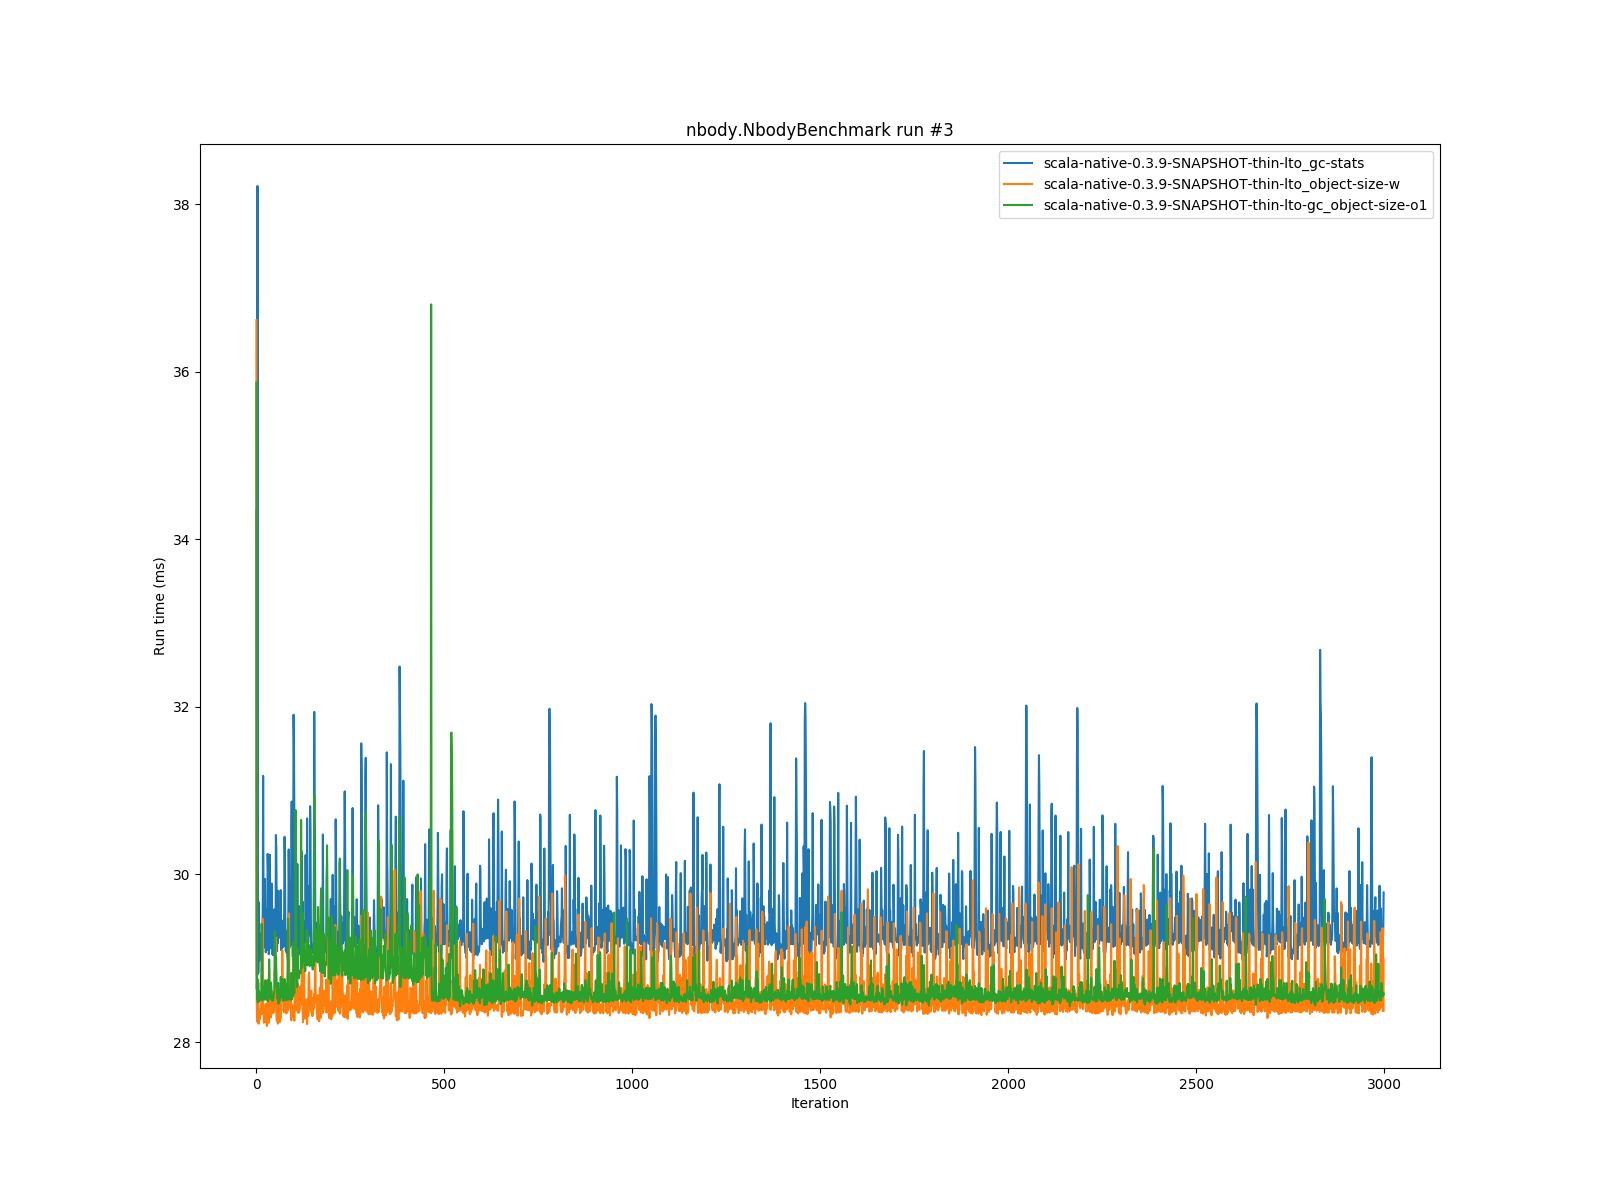 nbody.NbodyBenchmark run #3
scala-native-0.3.9-SNAPSHOT-thin-lto_gc-stats
scala-native-0.3.9-SNAPSHOT-thin-lto_object-size-w
scala-native-0.3.9-SNAPSHOT-thin-lto-gc_object-size-o1
38
36
34
32
30
28
Run time (ms)
0 500 1000 1500 2000 2500 3000
Iteration